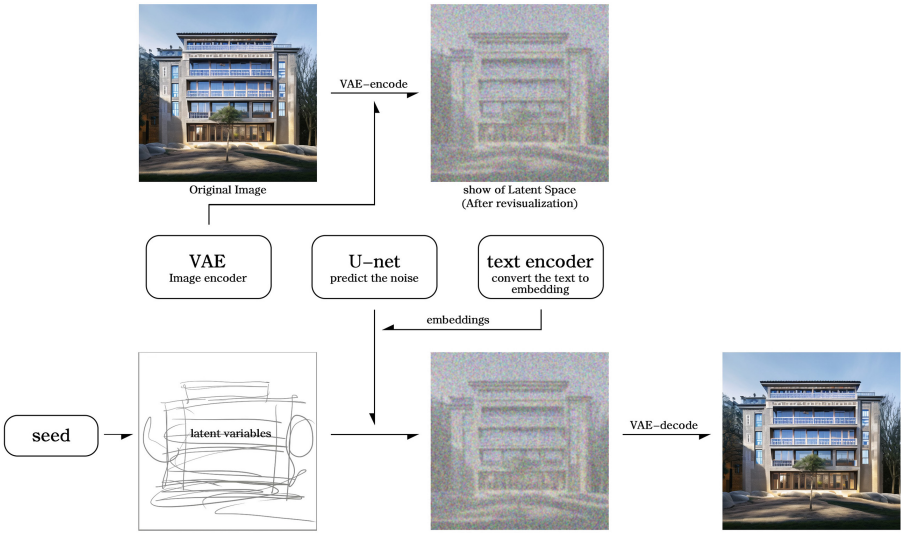 VAE-encode
Original Image
show of Latent Space
(After revisualization)
VAE
Image encoder
U-net
predict the noise
text encoder
convert the text to
embedding
embeddings
seed
latent variables
VAE-decode